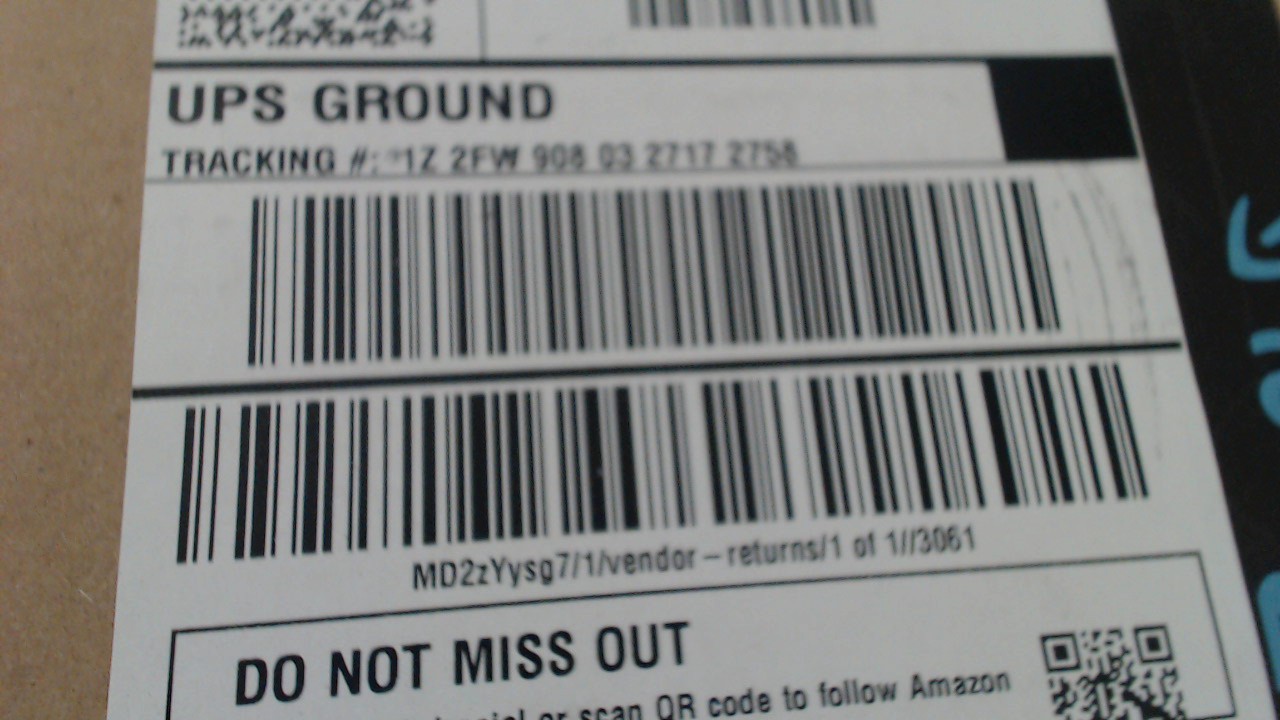 UPS GROUND
TRACKING #: 1Z 2FW 908 03 2717 2758
MD2zYysg7/1/vendor-returns/1 of 1//3061
DO NOT MISS OUT
or scan QR code to follow Amazon